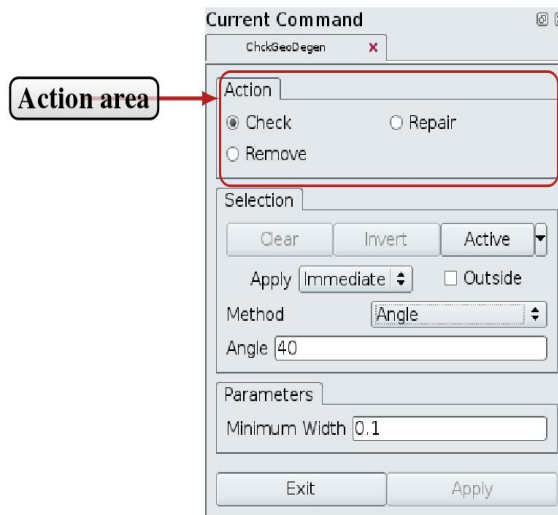 Current Command
ChckGeoDegen
Action area
Action
Check
Repair
Remove
Selection
Clear
Invert
Active
Apply
Immediate
Outside
Method
Angle
Angle
40
Parameters
Minimum Width
0.1
Exit
Apply